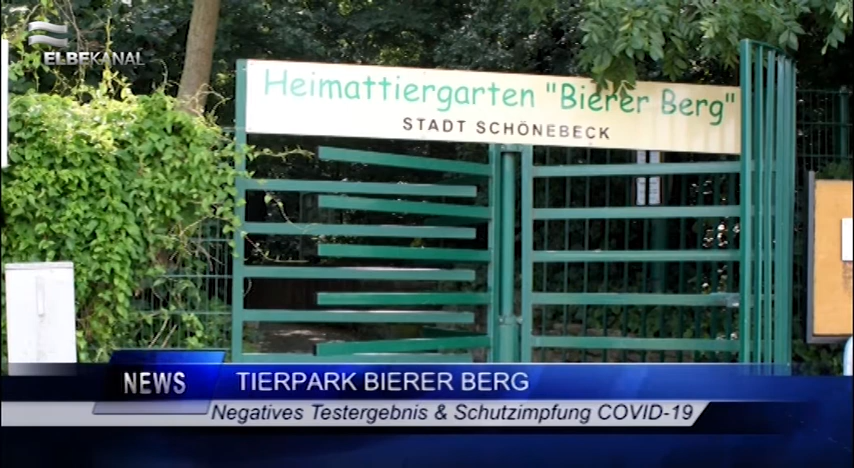 ELBEKANAL
Heimattiergarten "Bierer Berg"
STADT SCHÖNEBECK
NEWS
TIERPARK BIERER BERG
Negatives Testergebnis & Schutzimpfung COVID-19